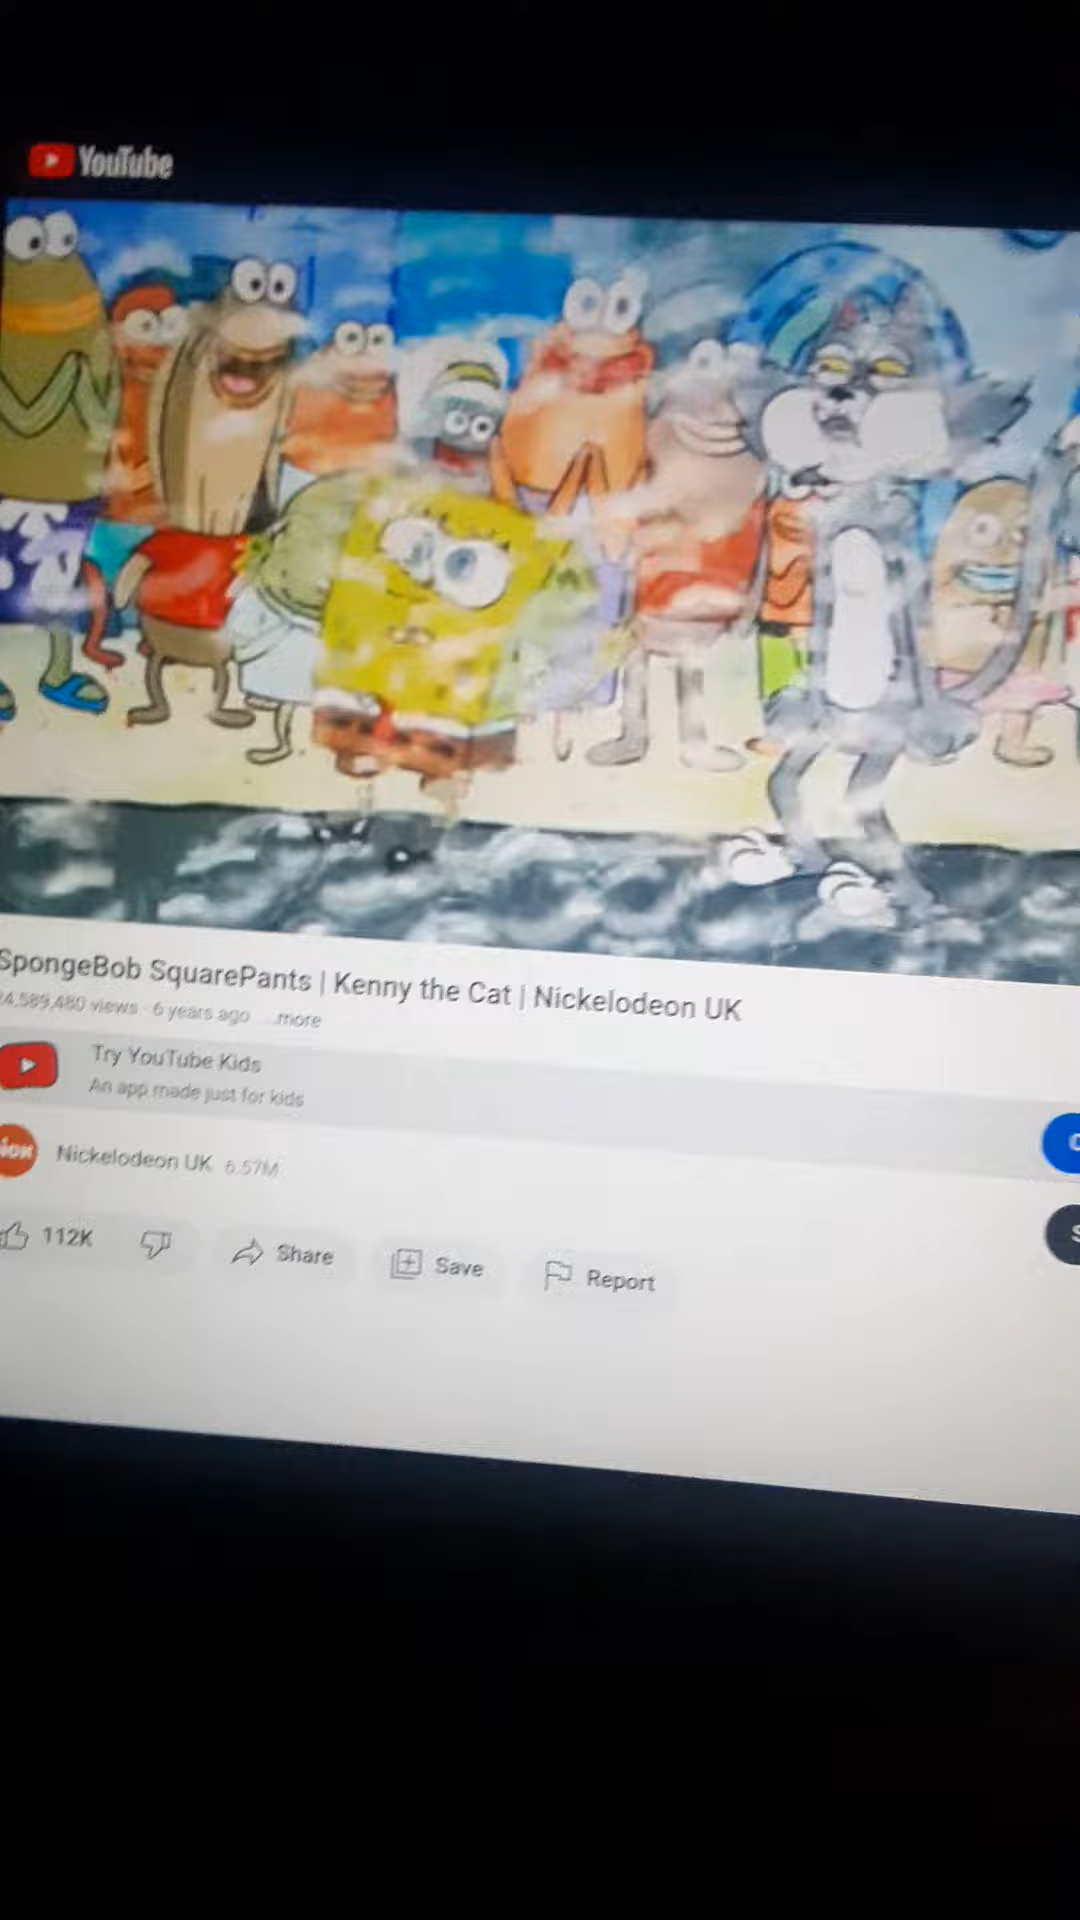 YouTube
SpongeBob SquarePants | Kenny the Cat | Nickelodeon UK
4,589,480 views · 6 years ago ...more
Try YouTube Kids
An app made just for kids
Nickelodeon UK 6.57M
112K
Share
Save
Report